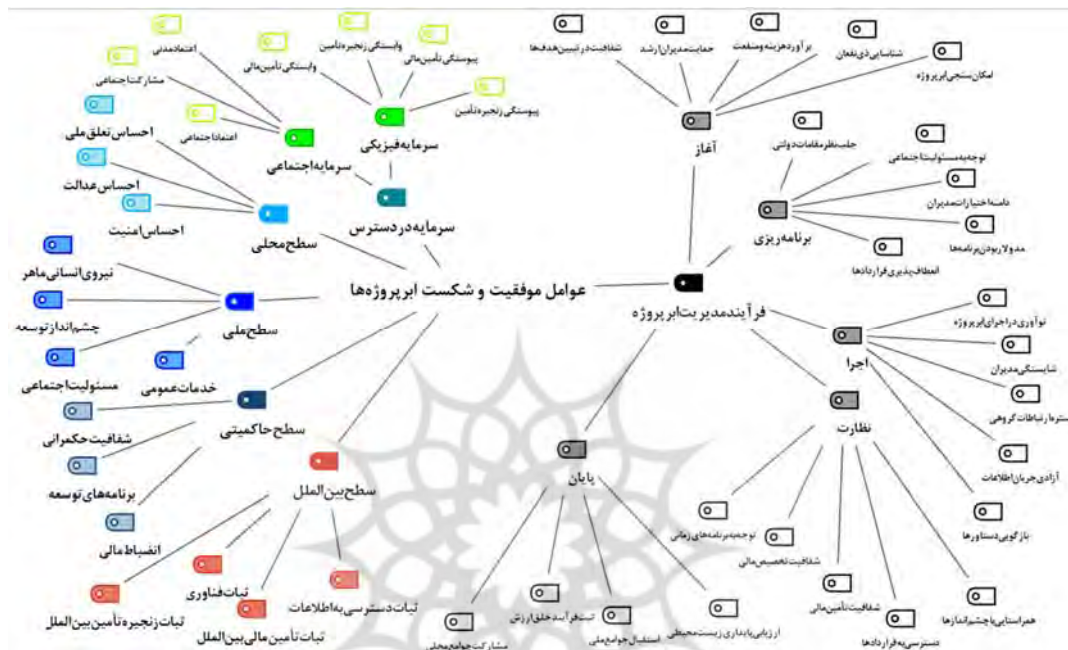 شفافیت در تبیین هدف‌ها
حمایت مدیران ارشد
برآورد هزینه و منفعت
شناسایی ذی‌نفعان
امکان‌سنجی ابرپروژه
آغاز
جلب نظر مقامات دولتی
توجه به مسئولیت اجتماعی
دامنه اختیارات مدیران
مدولار بودن برنامه‌ها
انعطاف‌پذیری قراردادها
برنامه‌ریزی
اعتماد مدنی
مشارکت اجتماعی
اعتماد اجتماعی
سرمایه اجتماعی
وابستگی تأمین مالی
وابستگی زنجیره تأمین
پیوستگی تأمین مالی
پیوستگی زنجیره تأمین
سرمایه فیزیکی
سرمایه در دسترس
احساس تعلق ملی
احساس عدالت
احساس امنیت
سطح محلی
عوامل موفقیت و شکست ابرپروژه‌ها
فرآیند مدیریت ابرپروژه
نیروی انسانی ماهر
چشم‌انداز توسعه
مسئولیت اجتماعی
خدمات عمومی
سطح ملی
نوآوری در اجرای ابرپروژه
شایستگی مدیران
ستره ارتباطات گروهی
آزادی جریان اطلاعات
بازگویی دستاورها
اجرا
سطح حاکمیتی
شفافیت حکمرانی
برنامه‌های توسعه
انضباط مالی
نظارت
توجه به برنامه‌های زمانی
شفافیت تخصیص مالی
شفافیت تأمین مالی
دسترسی به قراردادها
همراستایی با چشم‌اندازها
سطح بین‌الملل
ثبات زنجیره تأمین بین‌الملل
ثبات فناوری
ثبات تأمین مالی بین‌الملل
ثبات دسترسی به اطلاعات
پایان
مشارکت جوامع محلی
ثبت فرآیند خلق ارزش
استقبال جوامع ملی
ارزیابی پایداری زیست محیطی